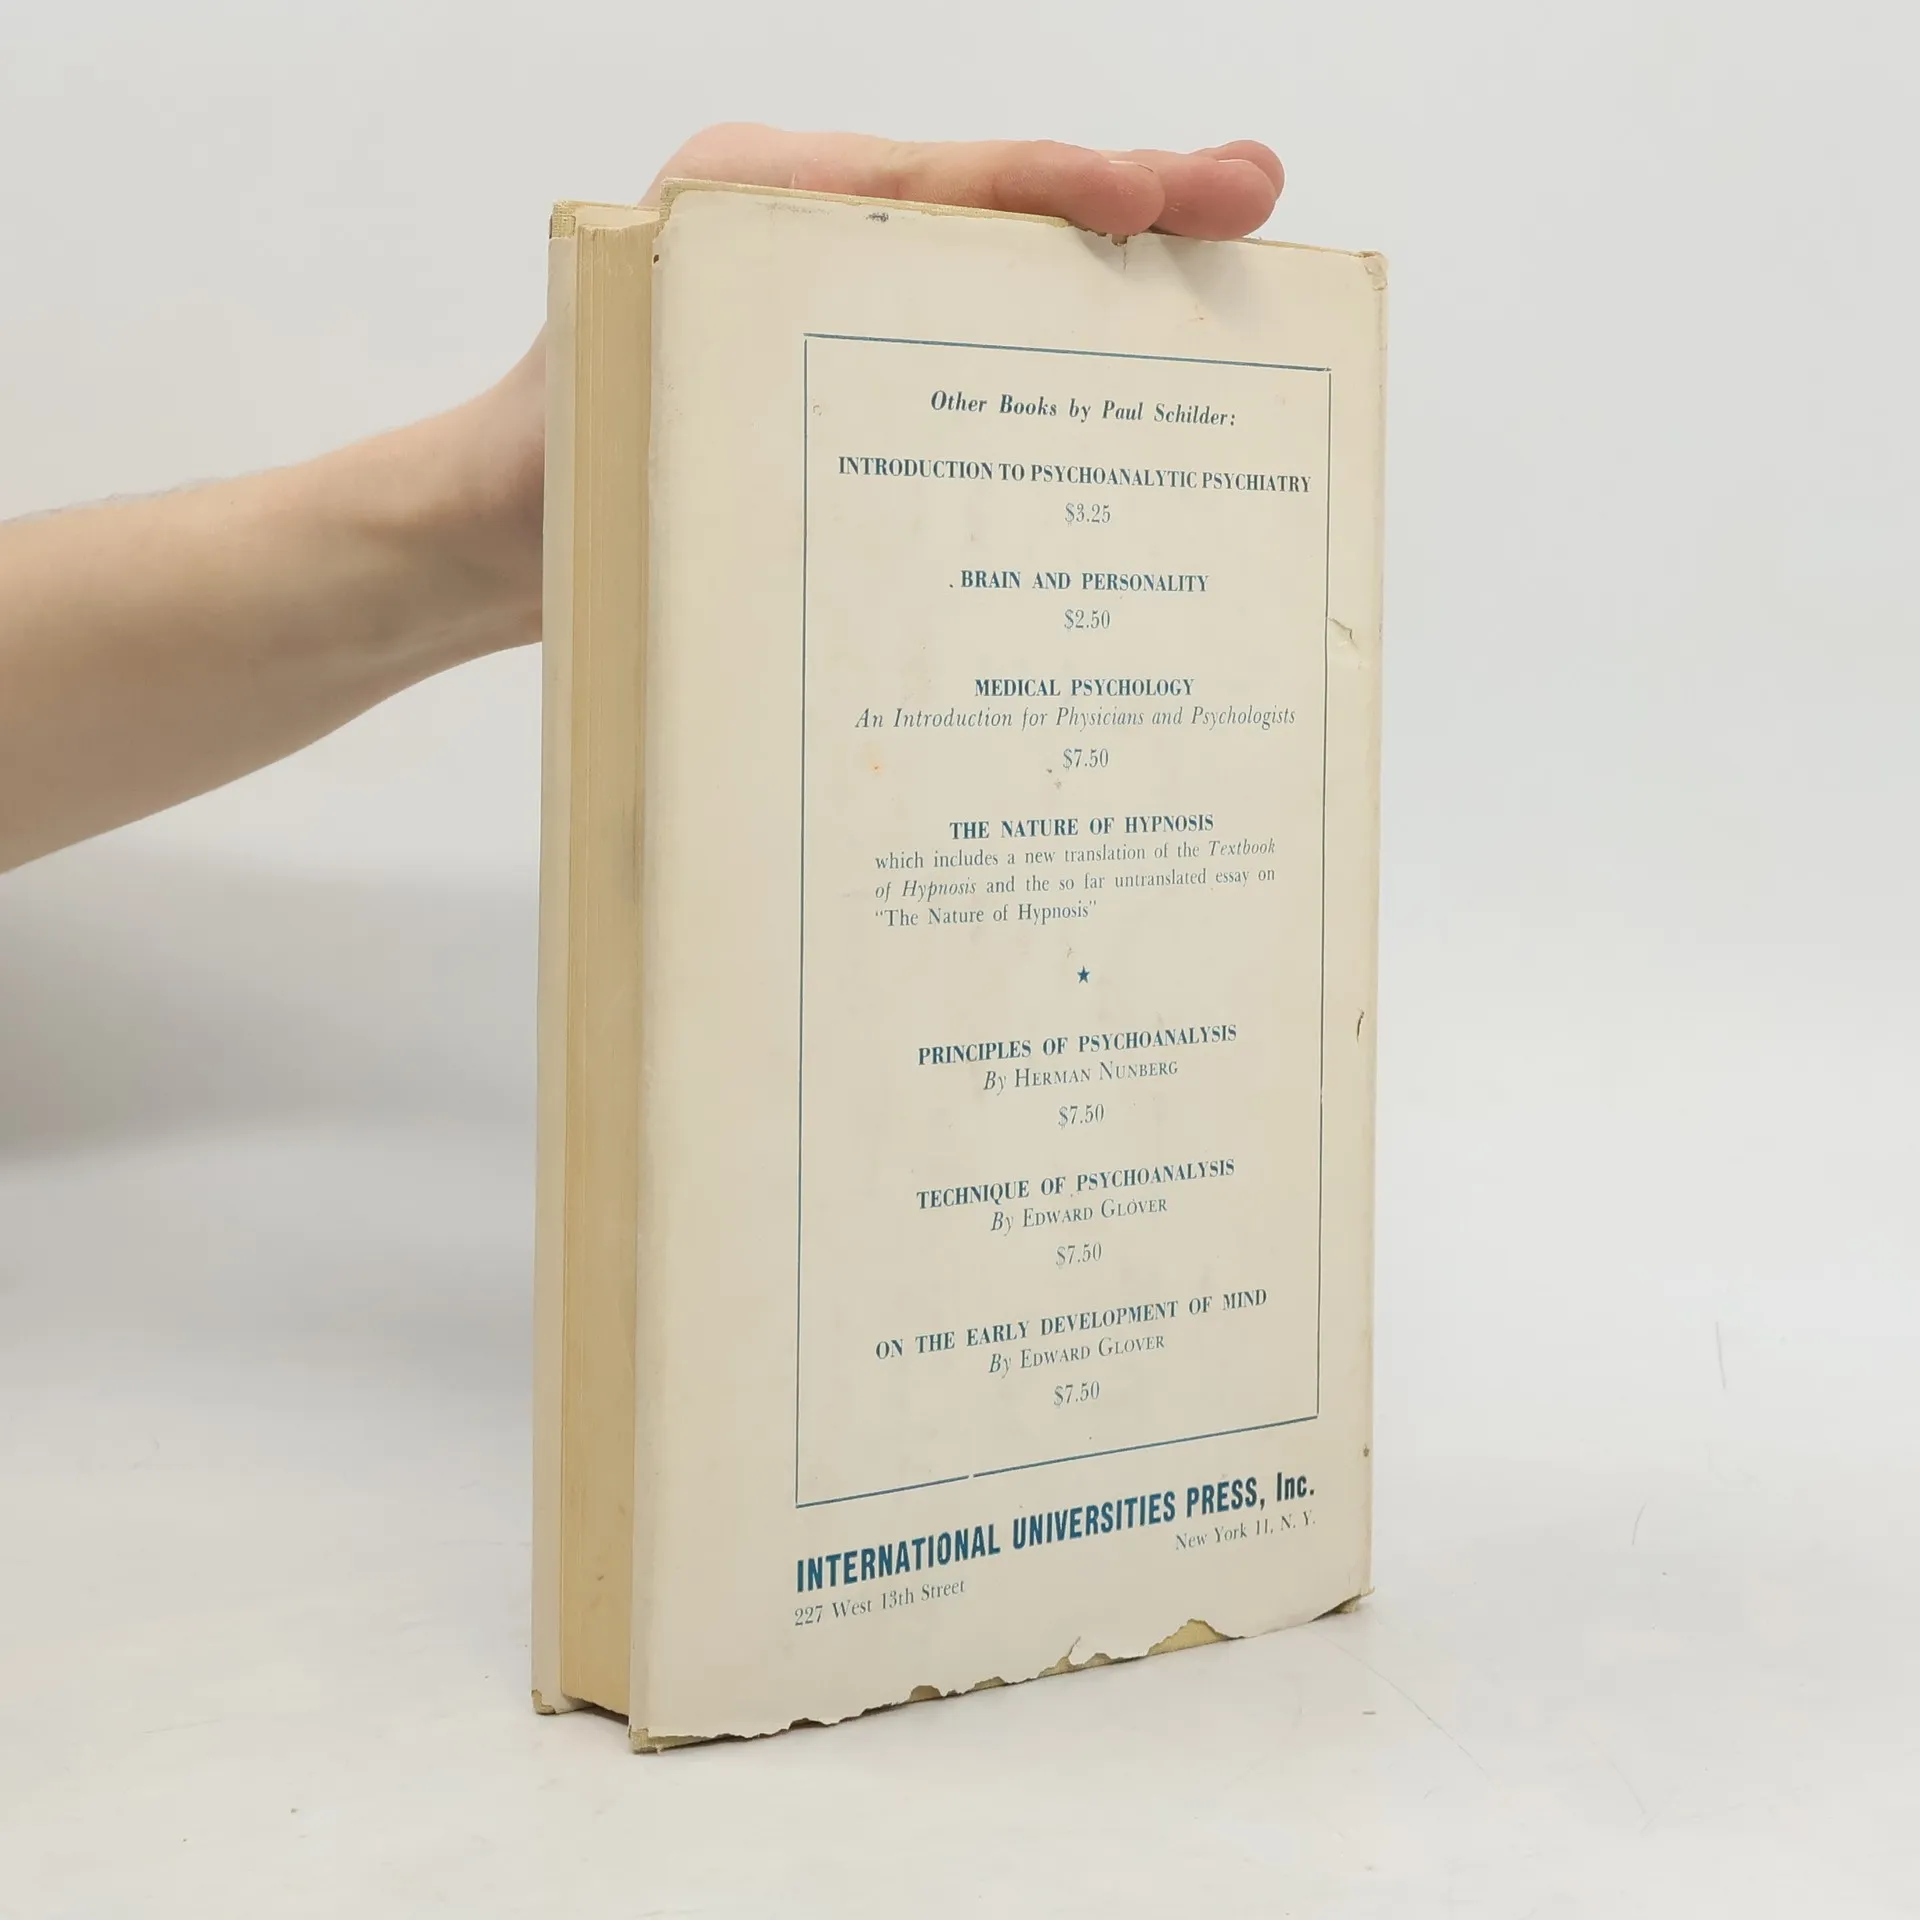 Other Books by Paul Schilder:
INTRODUCTION TO PSYCHOANALYTIC PSYCHIATRY
$3.25
BRAIN AND PERSONALITY
$2.50
MEDICAL PSYCHOLOGY
An Introduction for Physicians and Psychologists
$7.50
THE NATURE OF HYPNOSIS
which includes a new translation of the Textbook
of Hypnosis and the so far untranslated essay on
“The Nature of Hypnosis”
★
PRINCIPLES OF PSYCHOANALYSIS
By HERMAN NUNBERG
$7.50
TECHNIQUE OF PSYCHOANALYSIS
By EDWARD GLOVER
$7.50
ON THE EARLY DEVELOPMENT OF MIND
By EDWARD GLOVER
$7.50
INTERNATIONAL UNIVERSITIES PRESS, Inc.
227 West 13th Street New York 11, N. Y.